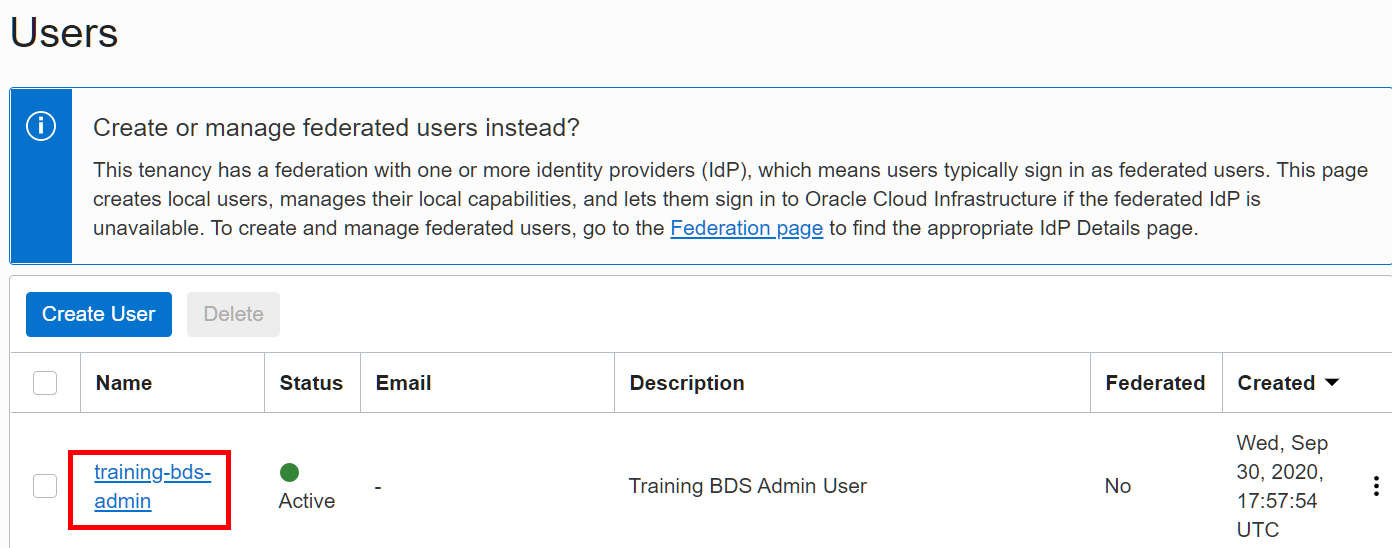 Users
Create or manage federated users instead?
This tenancy has a federation with one or more identity providers (IdP), which means users typically sign in as federated users. This page
creates local users, manages their local capabilities, and lets them sign in to Oracle Cloud Infrastructure if the federated IdP is
unavailable. To create and manage federated users, go to the Federation page to find the appropriate IdP Details page.
Create User Delete
Name Status Email Description Federated Created
training-bds-
admin
Active
-
Training BDS Admin User
No
Wed, Sep
30, 2020,
17:57:54
UTC